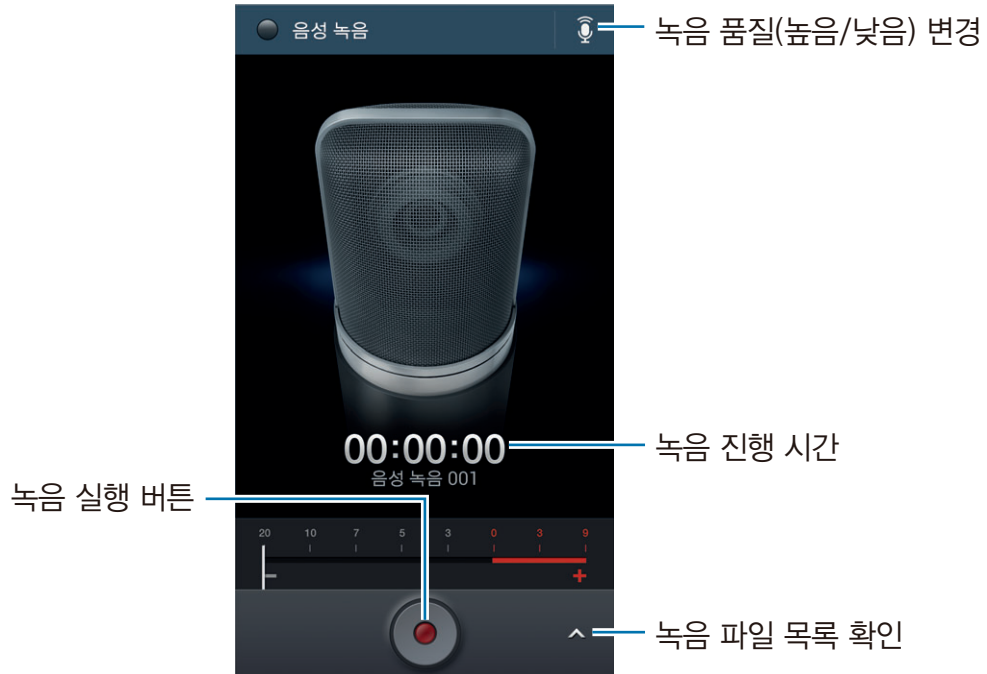 음성 녹음
녹음 품질(높음/낮음) 변경
00:00:00
녹음 진행 시간
음성 녹음 001
녹음 실행 버튼
20 10 7 5 3 0 3 9
- +
녹음 파일 목록 확인